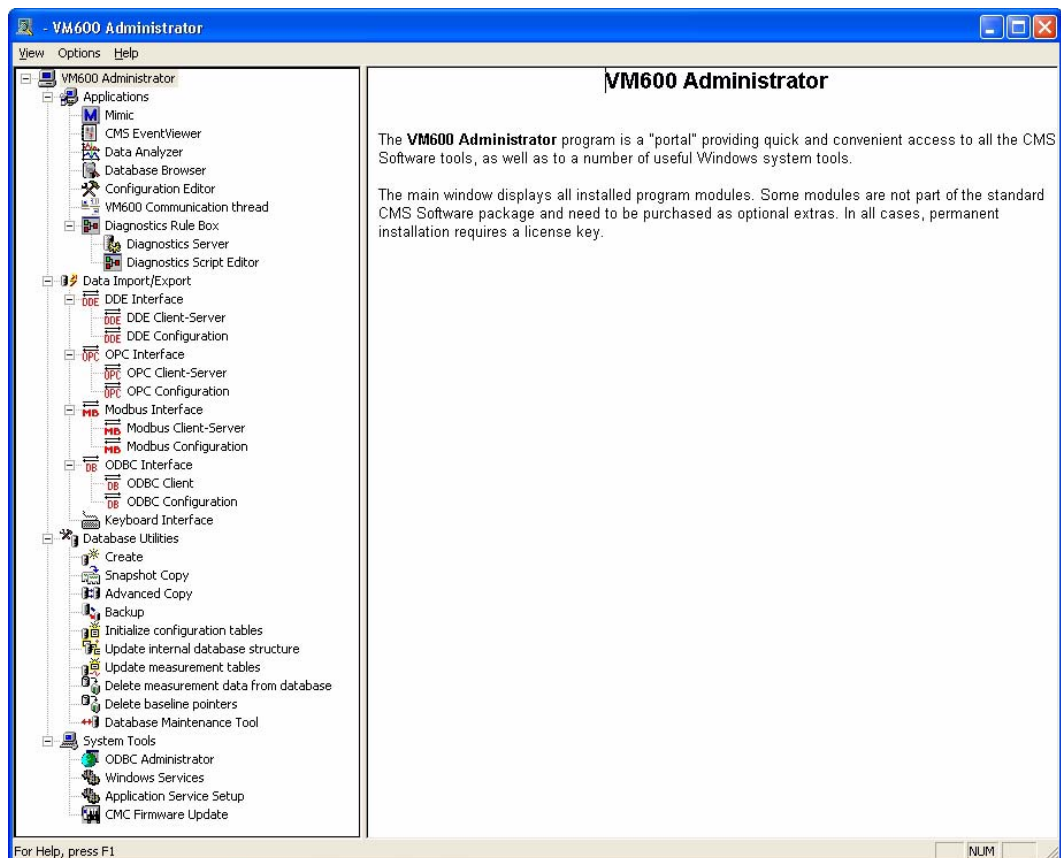 - VM600 Administrator
View Options Help
VM600 Administrator
Applications
Mimic
CMS EventViewer
Data Analyzer
Database Browser
Configuration Editor
VM600 Communication thread
Diagnostics Rule Box
Diagnostics Server
Diagnostics Script Editor
Data Import/Export
DDE Interface
DDE Client-Server
DDE Configuration
OPC Interface
OPC Client-Server
OPC Configuration
Modbus Interface
Modbus Client-Server
Modbus Configuration
ODBC Interface
ODBC Client
ODBC Configuration
Keyboard Interface
Database Utilities
Create
Snapshot Copy
Advanced Copy
Backup
Initialize configuration tables
Update internal database structure
Update measurement tables
Delete measurement data from database
Delete baseline pointers
Database Maintenance Tool
System Tools
ODBC Administrator
Windows Services
Application Service Setup
CMC Firmware Update
VM600 Administrator
The VM600 Administrator program is a "portal" providing quick and convenient access to all the CMS
Software tools, as well as to a number of useful Windows system tools.
The main window displays all installed program modules. Some modules are not part of the standard
CMS Software package and need to be purchased as optional extras. In all cases, permanent
installation requires a license key.
For Help, press F1
NUM